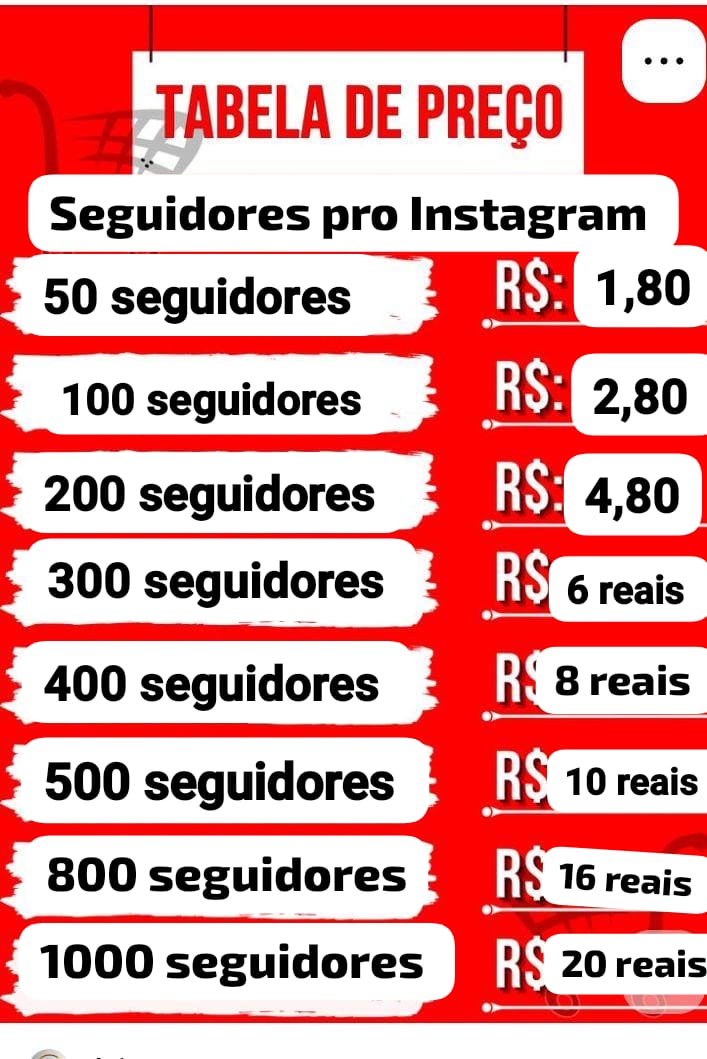 TABELA DE PREÇO
Seguidores pro Instagram
50 seguidores R$: 1,80
100 seguidores R$: 2,80
200 seguidores R$: 4,80
300 seguidores R$ 6 reais
400 seguidores R$ 8 reais
500 seguidores R$ 10 reais
800 seguidores R$ 16 reais
1000 seguidores R$ 20 reais